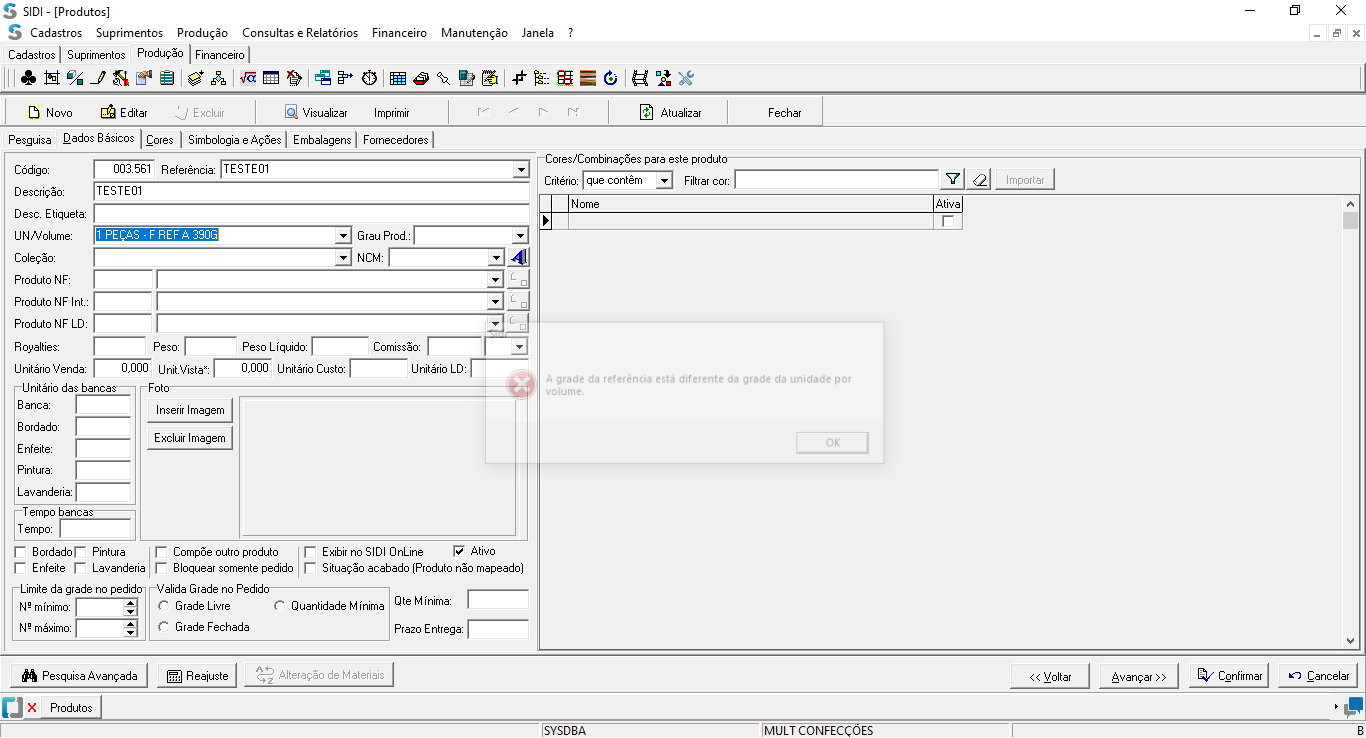 SIDI - [Produtos]
Cadastros Suprimentos Produção Consultas e Relatórios Financeiro Manutenção Janela ?
Cadastros Suprimentos Produção Financeiro
Novo Editar Excluir Visualizar Imprimir Atualizar Fechar
Pesquisa Dados Básicos Cores Simbologia e Ações Embalagens Fornecedores
Código: 003.561 Referência: TESTE01
Descrição: TESTE01
Desc. Etiqueta:
UN/Volume: 1 PEÇAS - F REF A 390G Grau Prod.:
Coleção: NCM:
Produto NF:
Produto NF Int.:
Produto NF LD:
Royalties: Peso: Peso Líquido: Comissão:
Unitário Venda: 0,000 Unit.Vista*: 0,000 Unitário Custo: Unitário LD:
Unitário das bancas
Banca:
Bordado:
Enfeite:
Pintura:
Lavanderia:
Tempo bancas
Tempo:
Foto
Inserir Imagem
Excluir Imagem
Bordado Pintura Compõe outro produto Exibir no SIDI OnLine Ativo
Enfeite Lavanderia Bloquear somente pedido Situação acabado (Produto não mapeado)
Limite da grade no pedido
Nº mínimo:
Nº máximo:
Valida Grade no Pedido
Grade Livre Quantidade Mínima
Grade Fechada
Qte Mínima:
Prazo Entrega:
Cores/Combinações para este produto
Critério: que contêm Filtrar cor: Importar
Nome Ativa
Sidi
A grade da referência está diferente da grade da unidade por
volume.
OK
Pesquisa Avançada Reajuste Alteração de Materiais << Voltar Avançar >> Confirmar Cancelar
Produtos
SYSDBA MULT CONFECÇÕES B